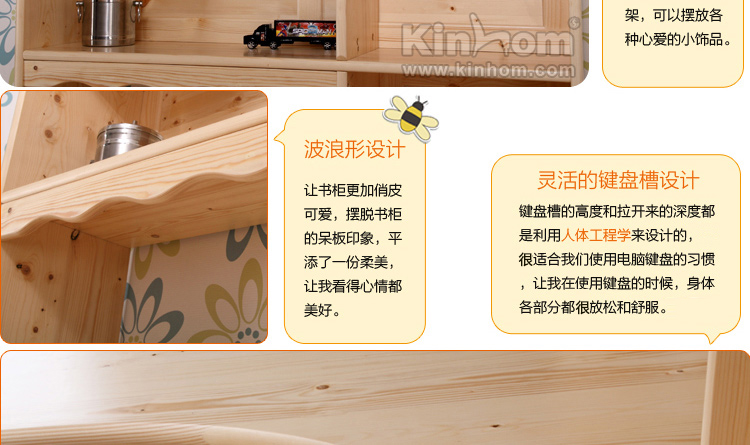 架，可以摆放各
种心爱的小饰品。
Kinhom
www.kinhom.com
波浪形设计
让书柜更加俏皮
可爱，摆脱书柜
的呆板印象，平
添了一份柔美，
让我看得心情都
美好。
灵活的键盘槽设计
键盘槽的高度和拉开来的深度都
是利用人体工程学来设计的，
很适合我们使用电脑键盘的习惯
，让我在使用键盘的时候，身体
各部分都很放松和舒服。